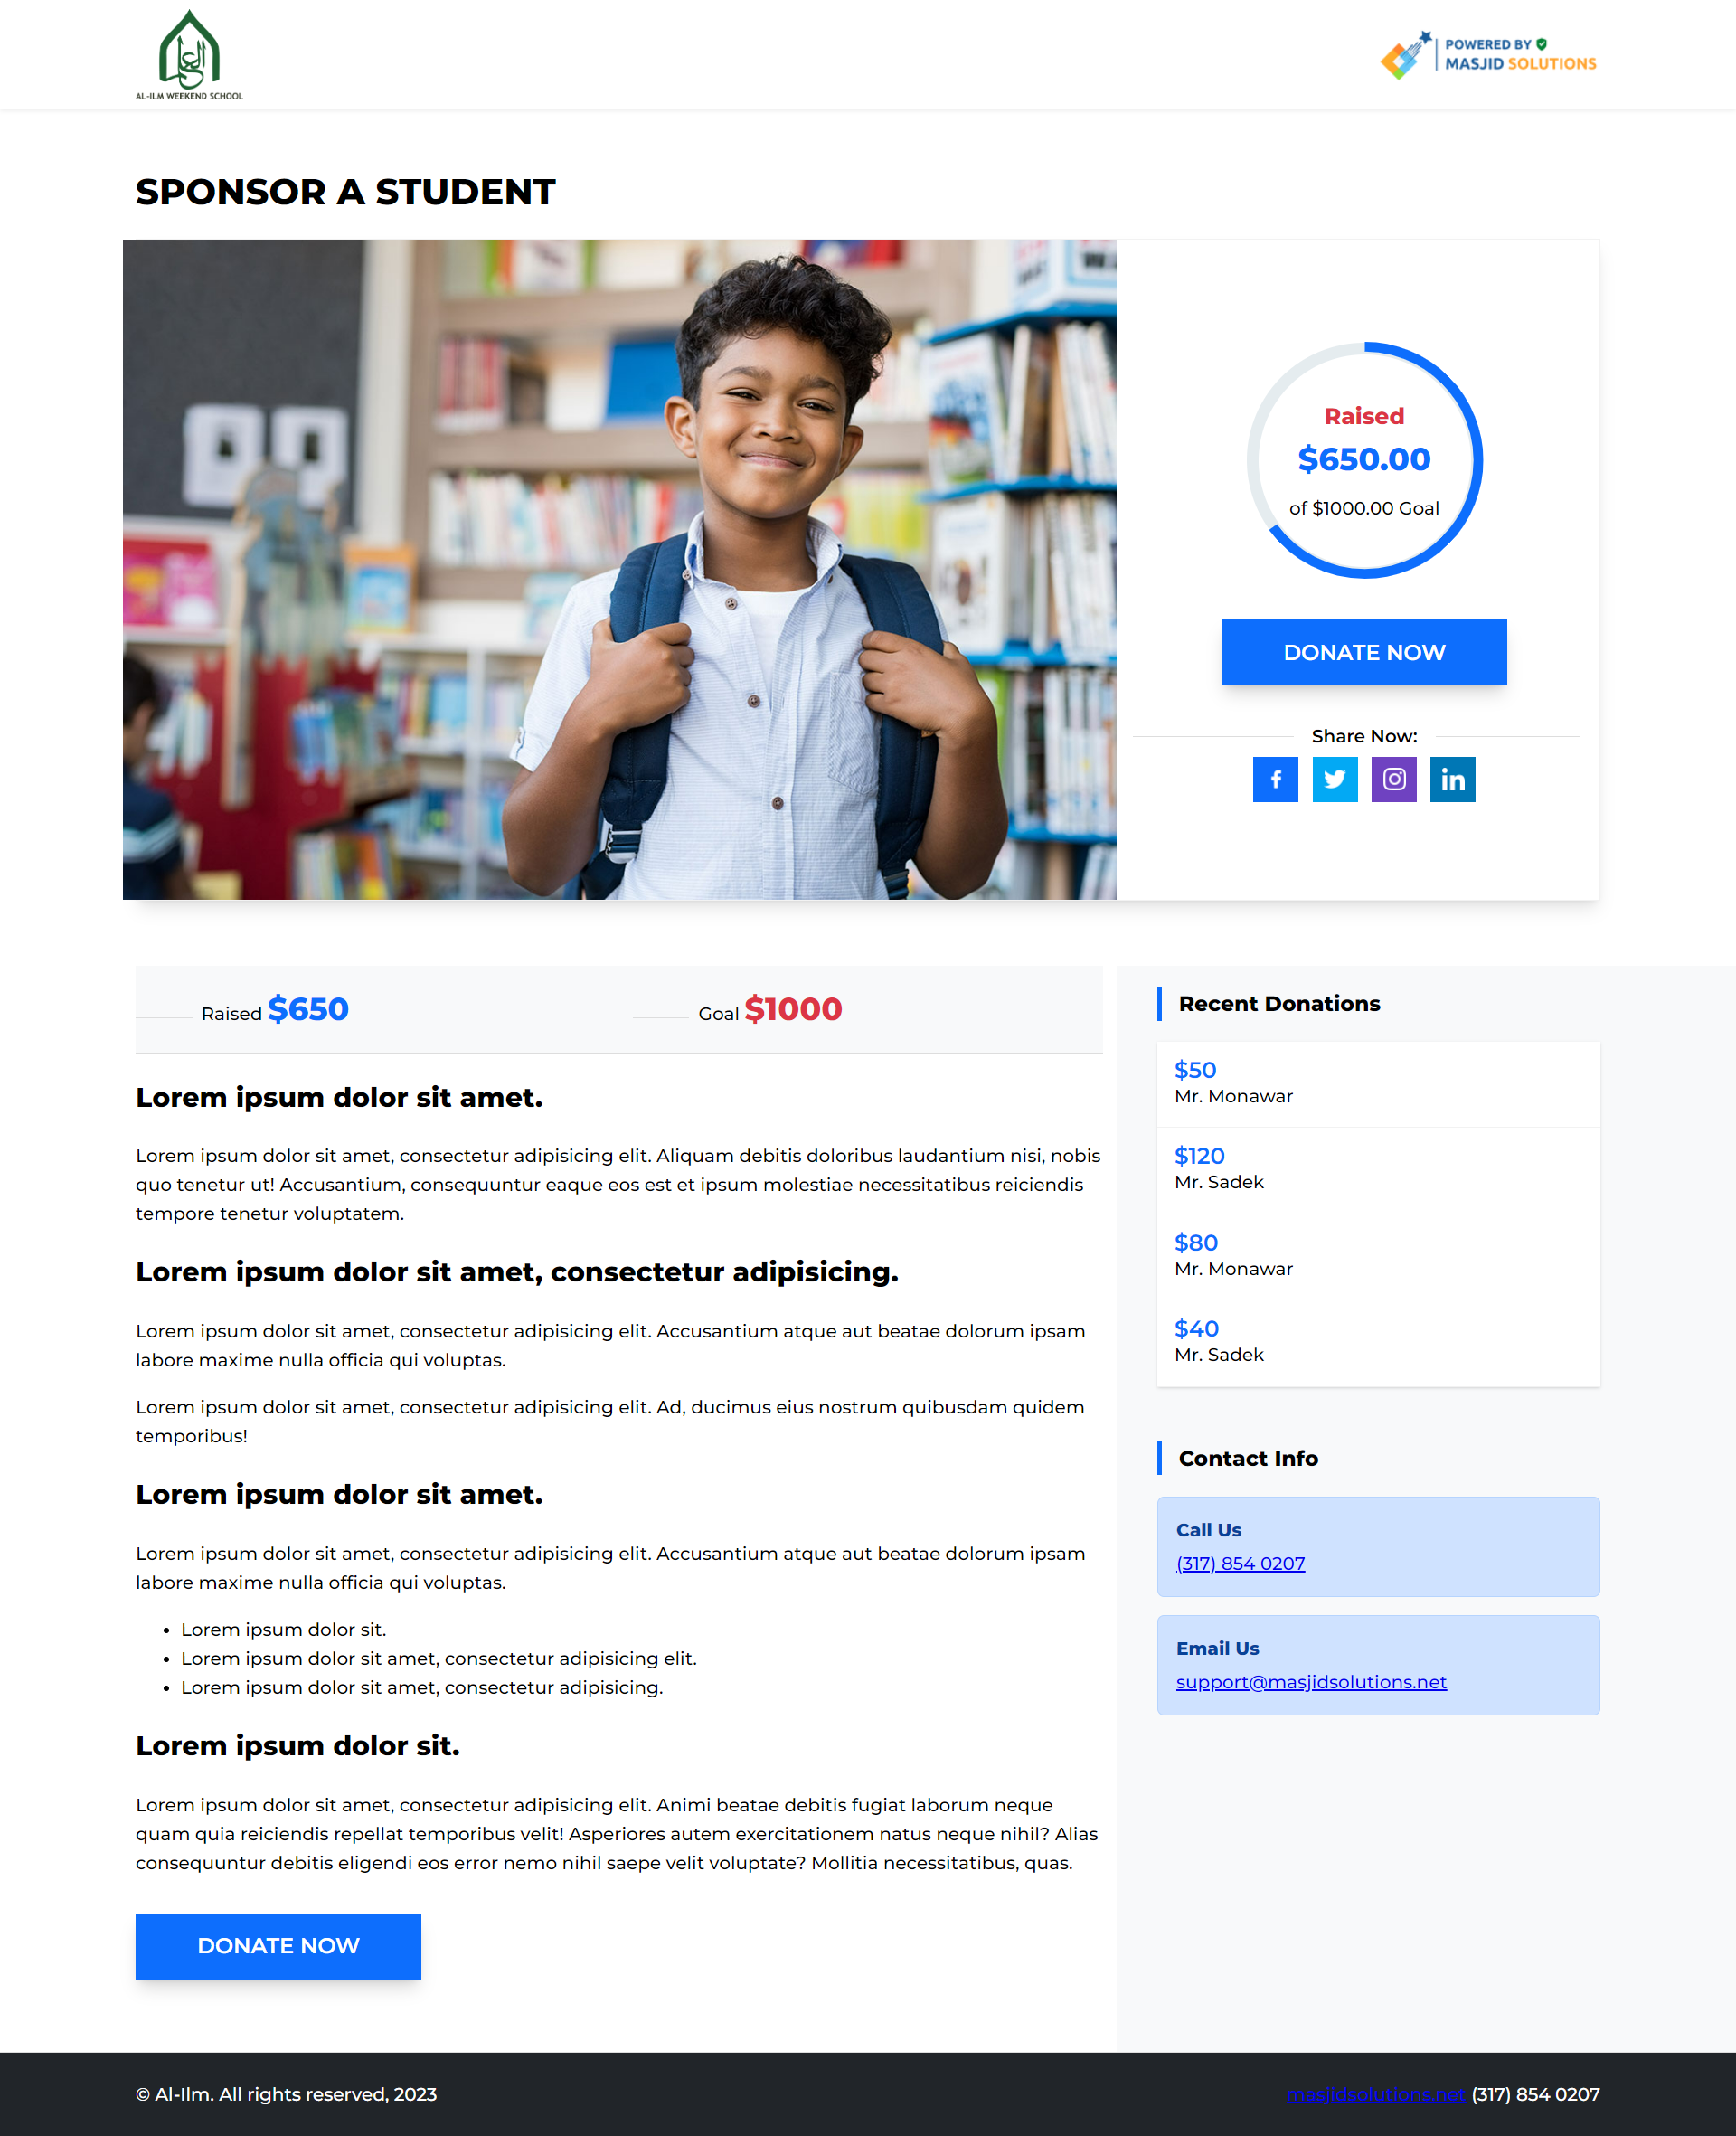 العلم
AL-ILM WEEKEND SCHOOL
POWERED BY
MASJID SOLUTIONS
SPONSOR A STUDENT
Raised
$650.00
of $1000.00 Goal
DONATE NOW
Share Now:
f
in
Raised $650
Goal $1000
Lorem ipsum dolor sit amet.
Lorem ipsum dolor sit amet, consectetur adipisicing elit. Aliquam debitis doloribus laudantium nisi, nobis
quo tenetur ut! Accusantium, consequuntur eaque eos est et ipsum molestiae necessitatibus reiciendis
tempore tenetur voluptatem.
Lorem ipsum dolor sit amet, consectetur adipisicing.
Lorem ipsum dolor sit amet, consectetur adipisicing elit. Accusantium atque aut beatae dolorum ipsam
labore maxime nulla officia qui voluptas.
Lorem ipsum dolor sit amet, consectetur adipisicing elit. Ad, ducimus eius nostrum quibusdam quidem
temporibus!
Lorem ipsum dolor sit amet.
Lorem ipsum dolor sit amet, consectetur adipisicing elit. Accusantium atque aut beatae dolorum ipsam
labore maxime nulla officia qui voluptas.
• Lorem ipsum dolor sit.
• Lorem ipsum dolor sit amet, consectetur adipisicing elit.
• Lorem ipsum dolor sit amet, consectetur adipisicing.
Lorem ipsum dolor sit.
Lorem ipsum dolor sit amet, consectetur adipisicing elit. Animi beatae debitis fugiat laborum neque
quam quia reiciendis repellat temporibus velit! Asperiores autem exercitationem natus neque nihil? Alias
consequuntur debitis eligendi eos error nemo nihil saepe velit voluptate? Mollitia necessitatibus, quas.
DONATE NOW
Recent Donations
$50
Mr. Monawar
$120
Mr. Sadek
$80
Mr. Monawar
$40
Mr. Sadek
Contact Info
Call Us
(317) 854 0207
Email Us
support@masjidsolutions.net
© Al-Ilm. All rights reserved, 2023
masjidsolutions.net (317) 854 0207